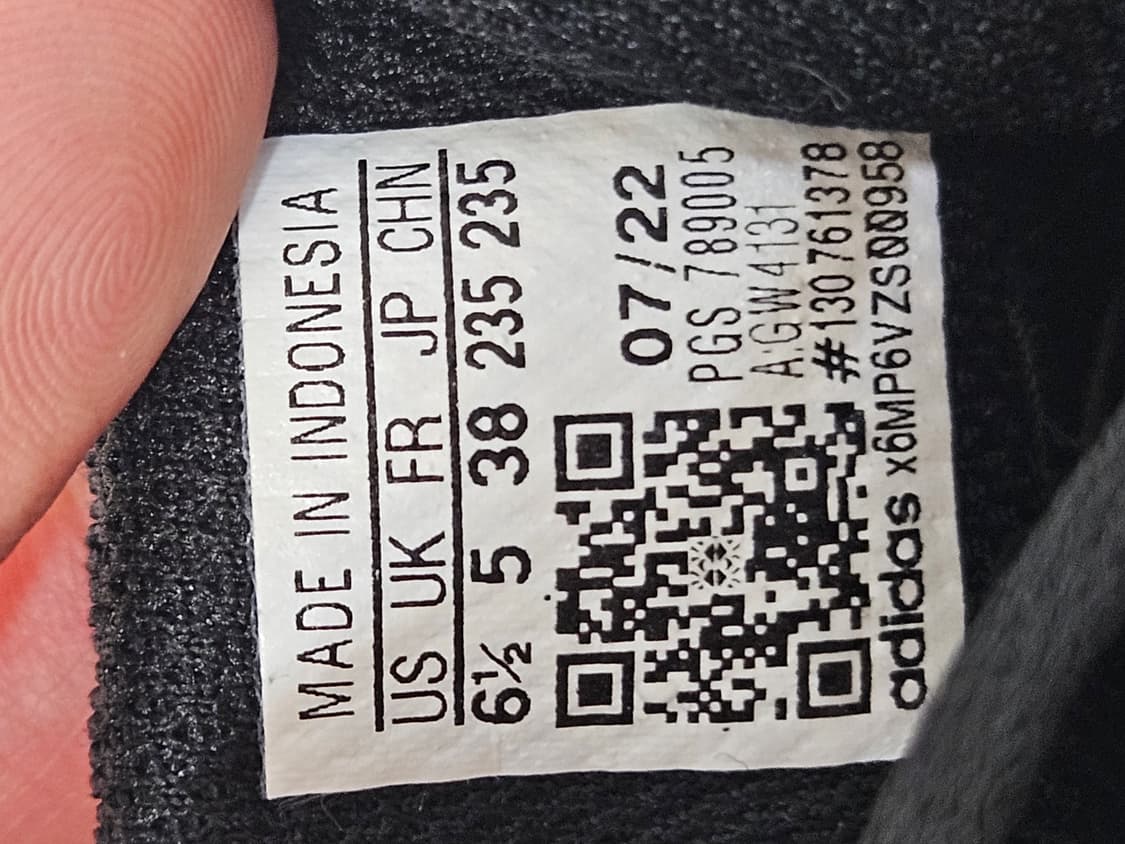 MADE IN INDONESIA
US UK FR JP CHN
6½ 5 38 235 235
07/22
PGS 789005
A:GW4131
#130761378
adidas x6MP6VZSQQ958